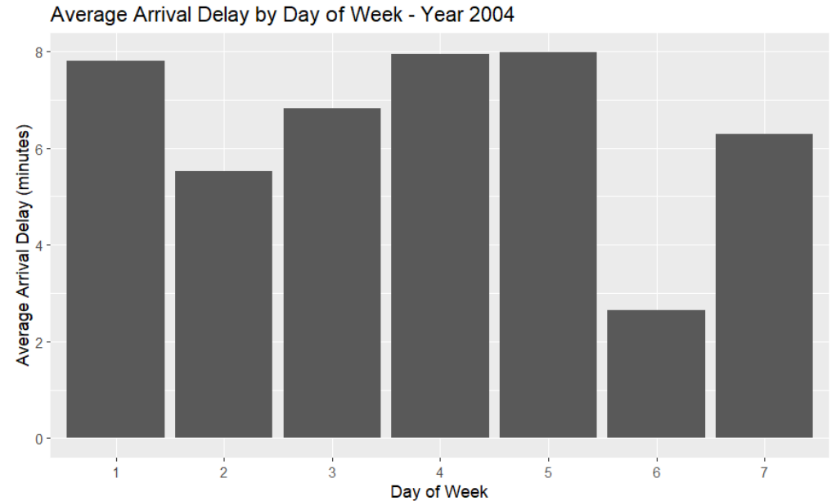 Average Arrival Delay by Day of Week - Year 2004
Average Arrival Delay (minutes)
8
6
4
2
0
1 2 3 4 5 6 7
Day of Week